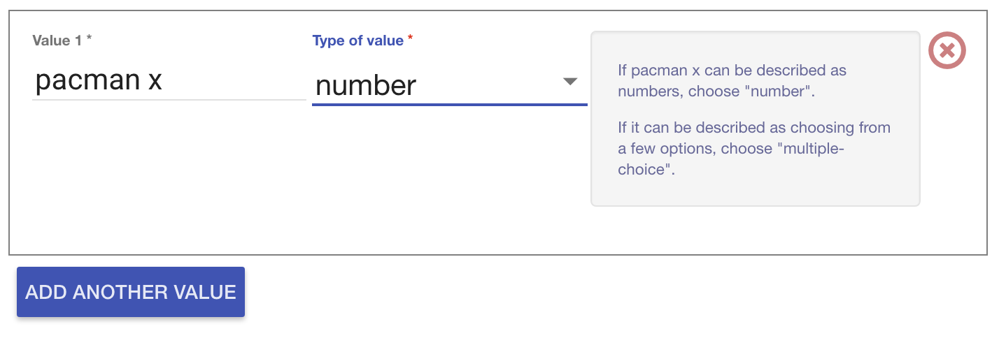 Value 1 *
pacman x
Type of value *
number
If pacman x can be described as
numbers, choose "number".
If it can be described as choosing from
a few options, choose "multiple-
choice".
ADD ANOTHER VALUE